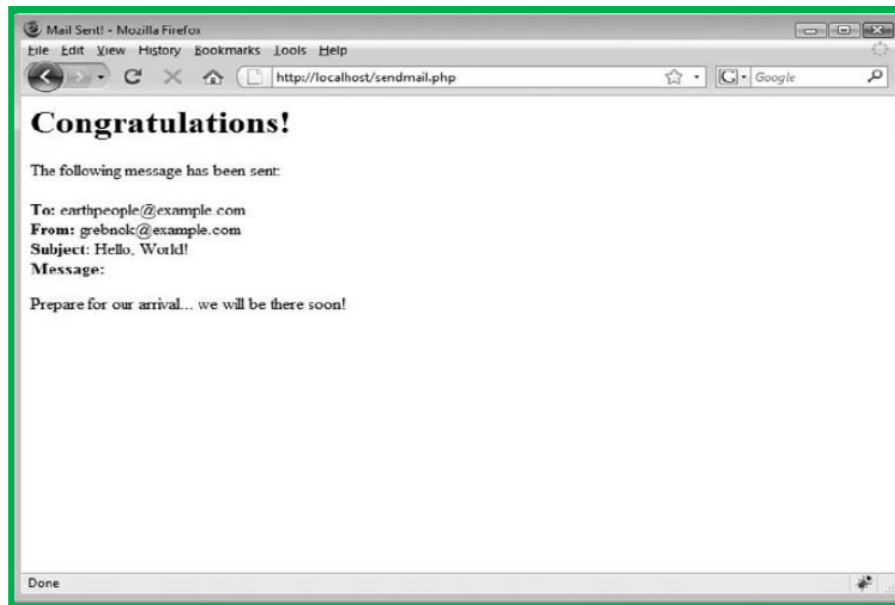 Mail Sent! - Mozilla Firefox
File Edit View History Bookmarks Tools Help
http://localhost/sendmail.php
G Google
Congratulations!
The following message has been sent:
To: earthpeople@example.com
From: grebnok@example.com
Subject: Hello, World!
Message:
Prepare for our arrival... we will be there soon!
Done